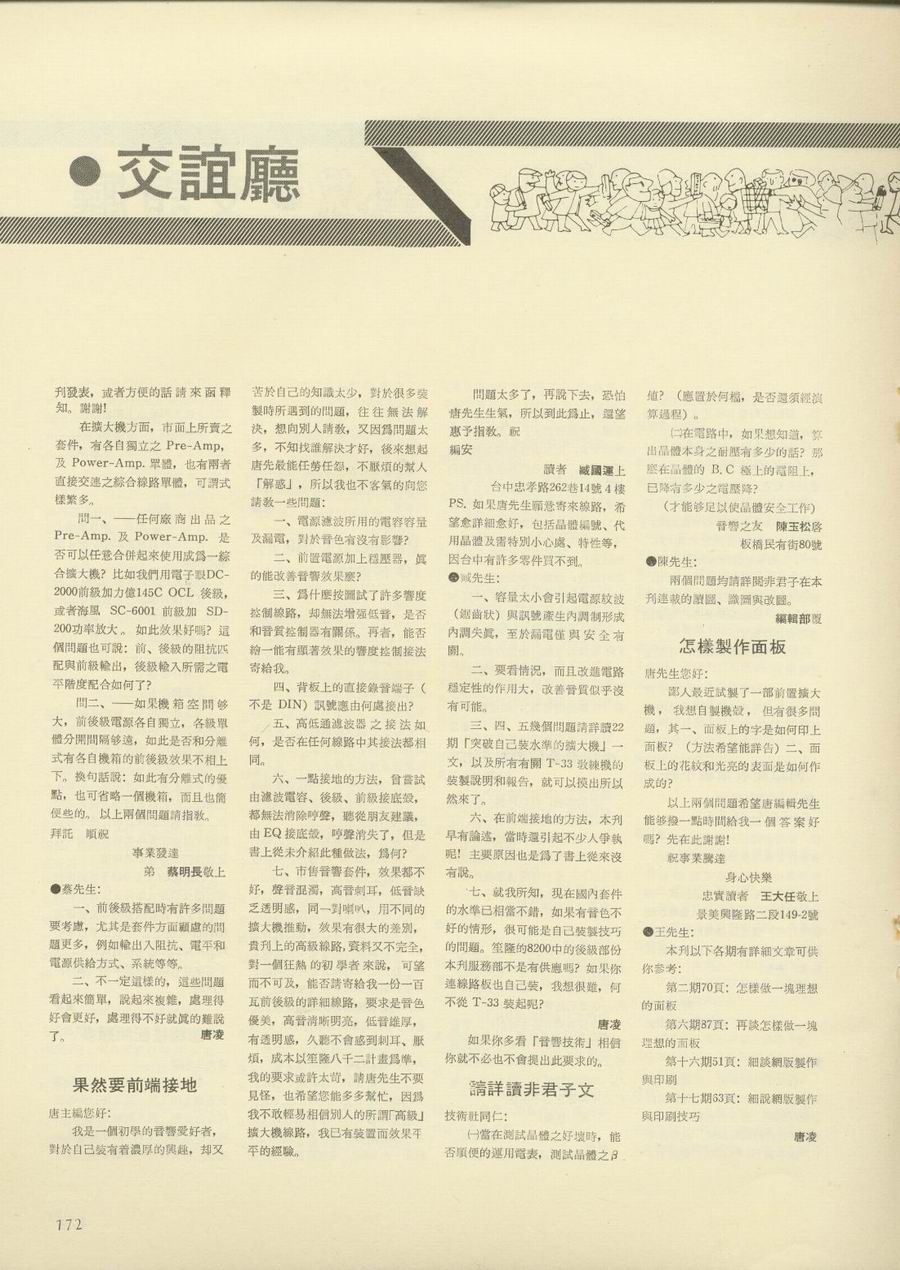 ●交誼廳
刊發表，或者方便的話請來函釋
知。謝謝!
在擴大機方面，市面上所賣之
套件，有各自獨立之 Pre-Amp,
及 Power-Amp. 單體，也有兩者
直接交連之綜合線路單體，可謂式
樣繁多。
問一、──任何廠商出品之
Pre-Amp. 及 Power-Amp. 是
否可以任意合併起來使用成爲一綜
合擴大機？比如我們用電子眼DC-
2000前級加力億145C OCL 後級，
或者海風 SC-6001 前級加 SD-
200功率放大。如此效果好嗎？這
個問題也可說：前、後級的阻抗匹
配與前級輸出，後級輸入所需之電
平階度配合如何了？
問二、──如果機箱空間够
大，前後級電源各自獨立，各級單
體分開間隔够遠，如此是否和分離
式有各自機箱的前後級效果不相上
下。換句話說：如此有分離式的優
點，也可省略一個機箱，而且也簡
便些的。以上兩個問題請指教。
拜託　順祝
事業發達
弟　蔡明長敬上
●蔡先生：
一、前後級搭配時有許多問題
要考慮，尤其是套件方面顧慮的問
題更多，例如輸出入阻抗、電平和
電源供給方式、系統等等。
二、不一定這樣的，這些問題
看起來簡單，說起來複雜，處理得
好會更好，處理得不好就眞的難說
了。　唐凌
果然要前端接地
唐主編您好：
我是一個初學的音響愛好者，
對於自己裝有着濃厚的興趣，却又
苦於自己的知識太少，對於很多裝
製時所遇到的問題，往往無法解
決，想向別人請教，又因爲問題太
多，不知找誰解決才好，後來想起
唐先最能任勞任怨，不厭煩的幫人
「解惑」，所以我也不客氣的向您
請教一些問題：
一、電源濾波所用的電容容量
及漏電，對於音色有沒有影響？
二、前置電源加上穩壓器，眞
的能改善音響效果麽？
三、爲什麼按圖試了許多響度
控制線路，却無法增强低音，是否
和音質控制器有關係。再者，能否
繪一能有顯著效果的響度控制接法
寄給我。
四、背板上的直接錄音端子（
不是 DIN）訊號應由何處接出？
五、高低通濾波器之接法如
何，是否在任何線路中其接法都相
同。
六、一點接地的方法，曾嘗試
由濾波電容、後級、前級接底殼，
都無法消除哼聲，聽從朋友建議，
由 EQ 接底殼，哼聲消失了，但是
書上從未介紹此種做法，爲何？
七、市售音響套件，效果都不
好，聲音混濁，高音刺耳，低音缺
乏透明感，同一對喇叭，用不同的
擴大機推動，效果有很大的差別，
貴刊上的高級線路，資料又不完全，
對一個狂熱的初學者來說，可望
而不可及，能否請寄給我一份一百
瓦前後級的詳細線路，要求是音色
優美，高音清晰明亮，低音雄厚，
有透明感，久聽不會感到刺耳、厭
煩，成本以笙隆八千二計畫爲準，
我的要求或許太苛，請唐先生不要
見怪，也希望您能多多幫忙，因爲
我不敢輕易相信別人的所謂「高級」
擴大機線路，我已有裝置而效果平
平的經驗。
問題太多了，再說下去，恐怕
唐先生生氣，所以到此爲止，還望
惠予指教。祝
編安
讀者　臧國運上
台中忠孝路262巷14號 4 樓
PS. 如果唐先生願意寄來線路，希
望愈詳細愈好，包括晶體編號、代
用晶體及需特別小心處、特性等，
因台中有許多零件買不到。
●臧先生：
一、容量太小會引起電源紋波
（鋸齒狀）與訊號產生內調制形成
內調失眞，至於漏電僅與安全有
關。
二、要看情況，而且改進電路
穩定性的作用大，改善音質似乎沒
有可能。
三、四、五幾個問題請詳讀22
期「突破自己裝水準的擴大機」一
文，以及所有有關 T-33 教練機的
裝製說明和報告，就可以摸出所以
然來了。
六、在前端接地的方法，本刊
早有論述，當時還引起不少人爭執
呢！主要原因也是爲了書上從來沒
有說。
七、就我所知，現在國內套件
的水準已相當不錯，如果有音色不
好的情形，很可能是自己裝製技巧
的問題。笙隆的8200中的後級部份
本刊服務部不是有供應嗎？如果你
連線路板也自己裝，我想很難，何
不從 T-33 裝起呢？
唐凌
如果你多看「音響技術」相信
你就不必也不會提出此要求的。
請詳讀非君子文
技術社同仁：
㈠當在測試晶體之好壞時，能
否順便的運用電表，測試晶體之β
値？（應置於何檔，是否還須經演
算過程）。
㈡在電路中，如果想知道，算
出晶體本身之耐壓有多少的話？那
麽在晶體的 B.C 極上的電阻上，
已降有多少之電壓降？
（才能够足以使晶體安全工作）
音響之友　陳玉松啓
板橋民有街80號
●陳先生：
兩個問題均請詳閱非君子在本
刊連載的讀圖、識圖與改圖。
編輯部覆
怎樣製作面板
唐先生您好：
鄙人最近試製了一部前置擴大
機，我想自製機殼，但有很多問
題，其一、面板上的字是如何印上
面板？（方法希望能詳告）二、面
板上的花紋和光亮的表面是如何作
成的？
以上兩個問題希望唐編輯先生
能够撥一點時間給我一個答案好
嗎？先在此謝謝！
祝事業騰達
身心快樂
忠實讀者　王大任敬上
景美興隆路二段149-2號
●王先生：
本刊以下各期有詳細文章可供
你參考：
第二期70頁：怎樣做一塊理想
的面板
第六期87頁：再談怎樣做一塊
理想的面板
第十六期51頁：細談網版製作
與印刷
第十七期63頁：細說網版製作
與印刷技巧
唐凌
172